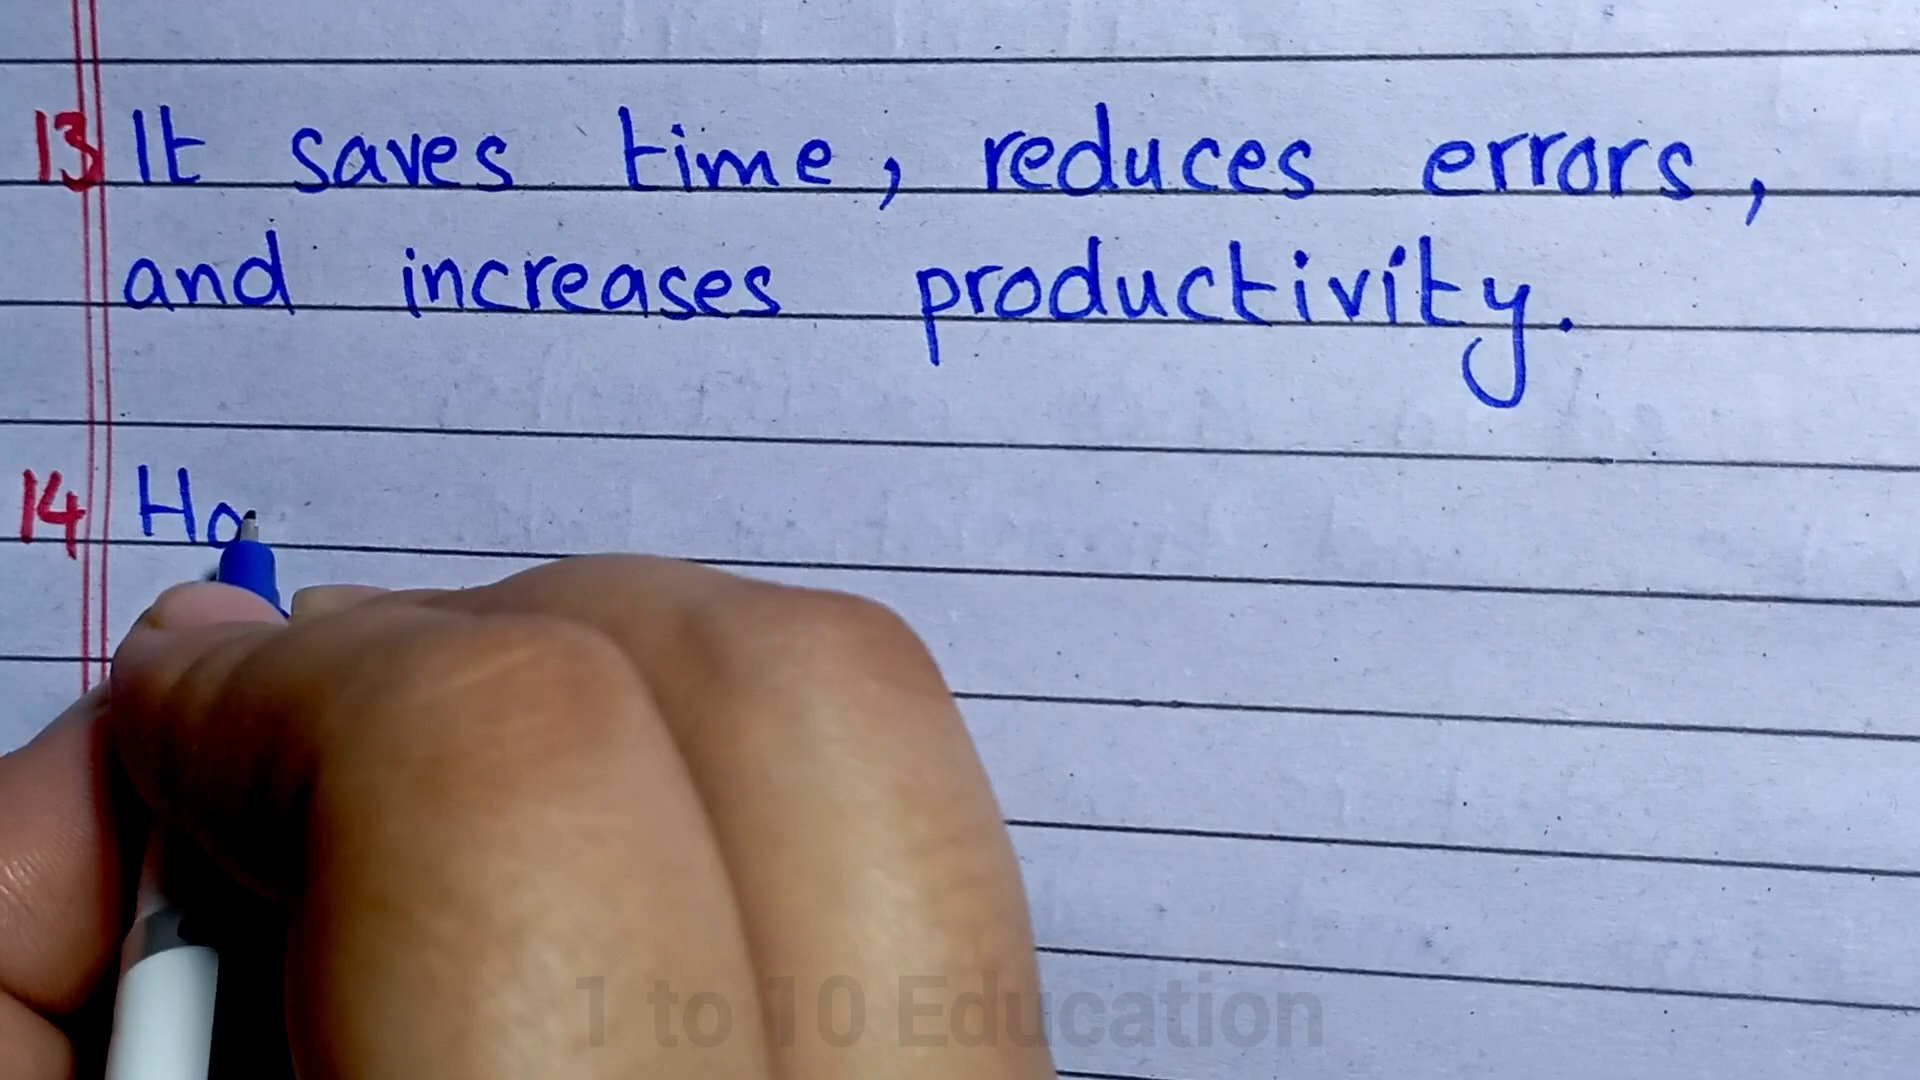 13 It saves time, reduces errors,
and increases productivity.
14 Ho
1 to 10 Education